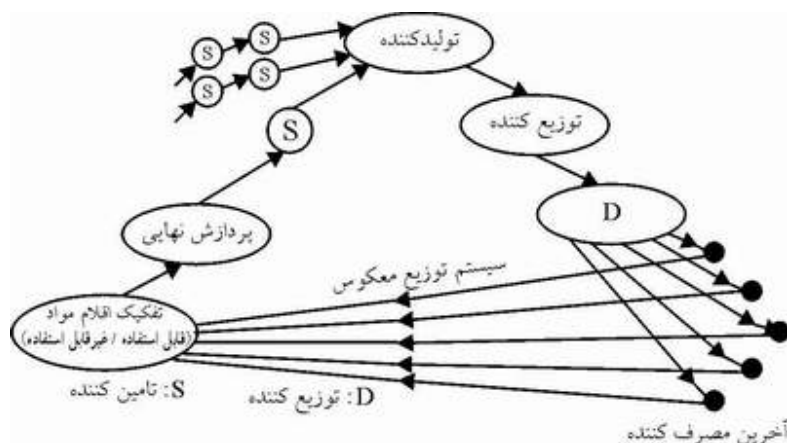 S
S
تولیدکننده
S
S
S
توزیع کننده
D
پردازش نهایی
سیستم توزیع معکوس
تفکیک اقلام مواد
(قابل استفاده / غیرقابل استفاده)
S: تامین کننده
D: توزیع کننده
آخرین مصرف کننده